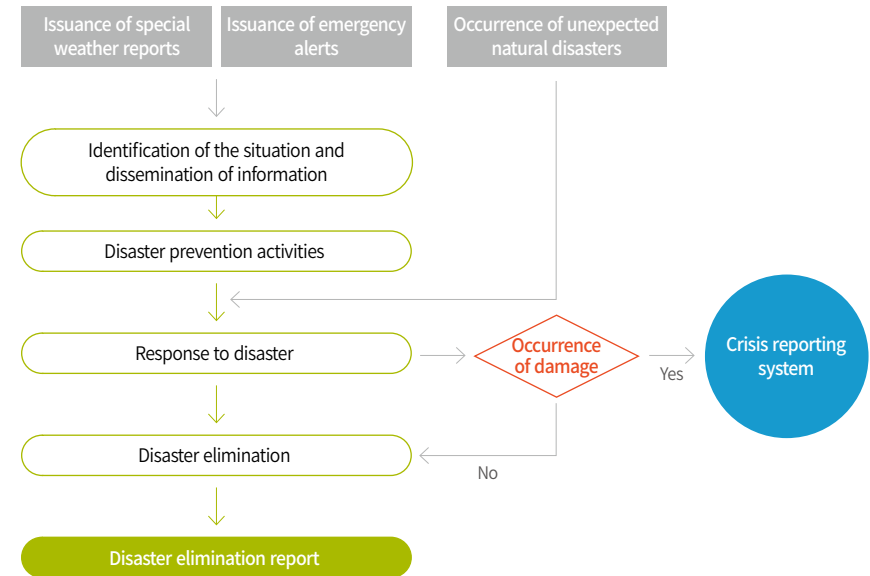 Issuance of special
weather reports
Issuance of emergency
alerts
Occurrence of unexpected
natural disasters
Identification of the situation and
dissemination of information
Disaster prevention activities
Response to disaster
Occurrence
of damage
Yes
Crisis reporting
system
Disaster elimination
No
Disaster elimination report